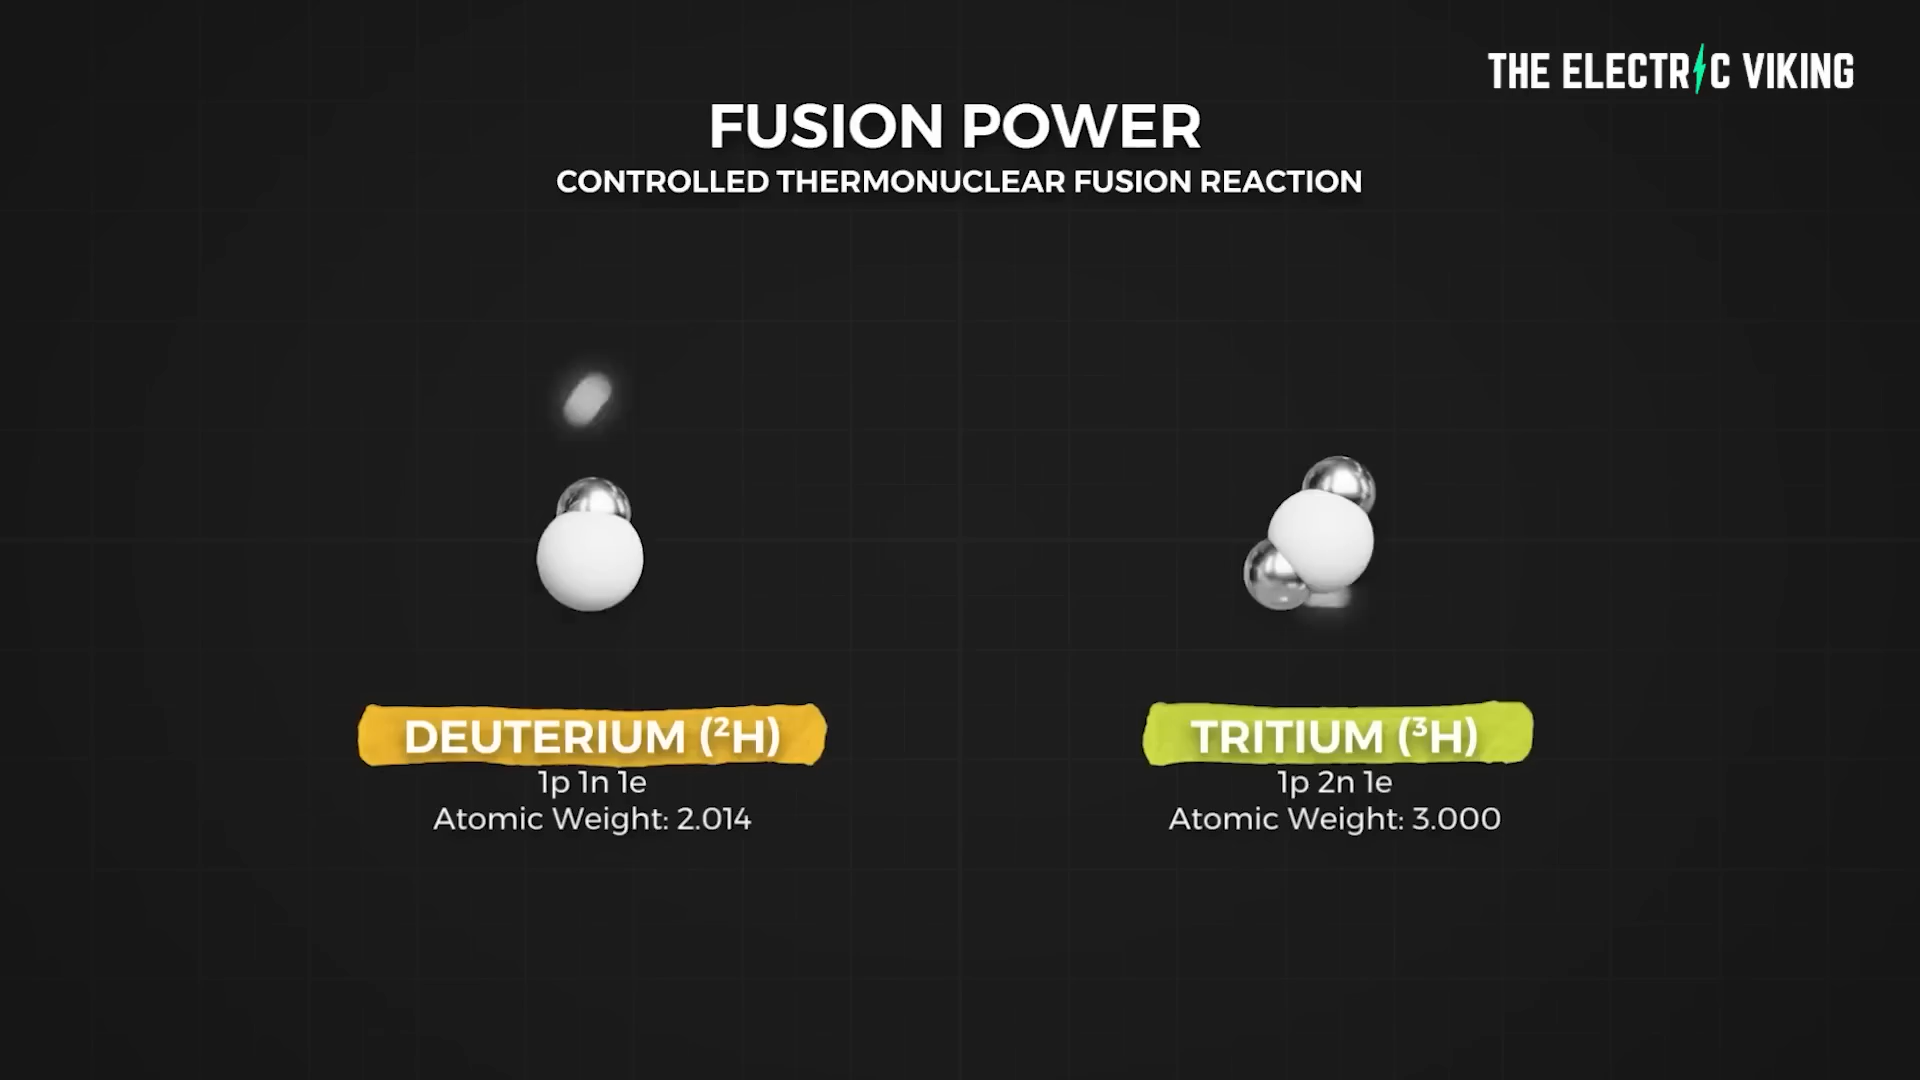 THE ELECTRIC VIKING
FUSION POWER
CONTROLLED THERMONUCLEAR FUSION REACTION
DEUTERIUM (²H)
1p 1n 1e
Atomic Weight: 2.014
TRITIUM (³H)
1p 2n 1e
Atomic Weight: 3.000